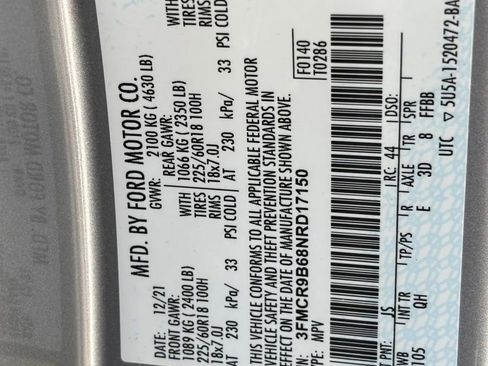 MFD. BY FORD MOTOR CO.
DATE: 12/21 GVWR: 2100 KG ( 4630 LB)
FRONT GAWR: REAR GAWR:
1089 KG ( 2400 LB) 1066 KG ( 2350 LB) WITH
225/60R18 100H 225/60R18 100H TIRES
18x7.0J 18x7.0J RIMS
AT 230 kPa/ 33 PSI COLD AT 230 kPa/ 33 PSI COLD
THIS VEHICLE CONFORMS TO ALL APPLICABLE FEDERAL MOTOR
VEHICLE SAFETY AND THEFT PREVENTION STANDARDS IN
EFFECT ON THE DATE OF MANUFACTURE SHOWN ABOVE.
VIN: 3FMCR9B68NRD17150 F0140
TYPE: MPV T0286
EXT PNT: JS RC: 44 DSO:
WB INT TR TP/PS R AXLE TR SPR
105 QH E 3D 8 FFBB
UTC ▽ 5U5A-1520472-BA